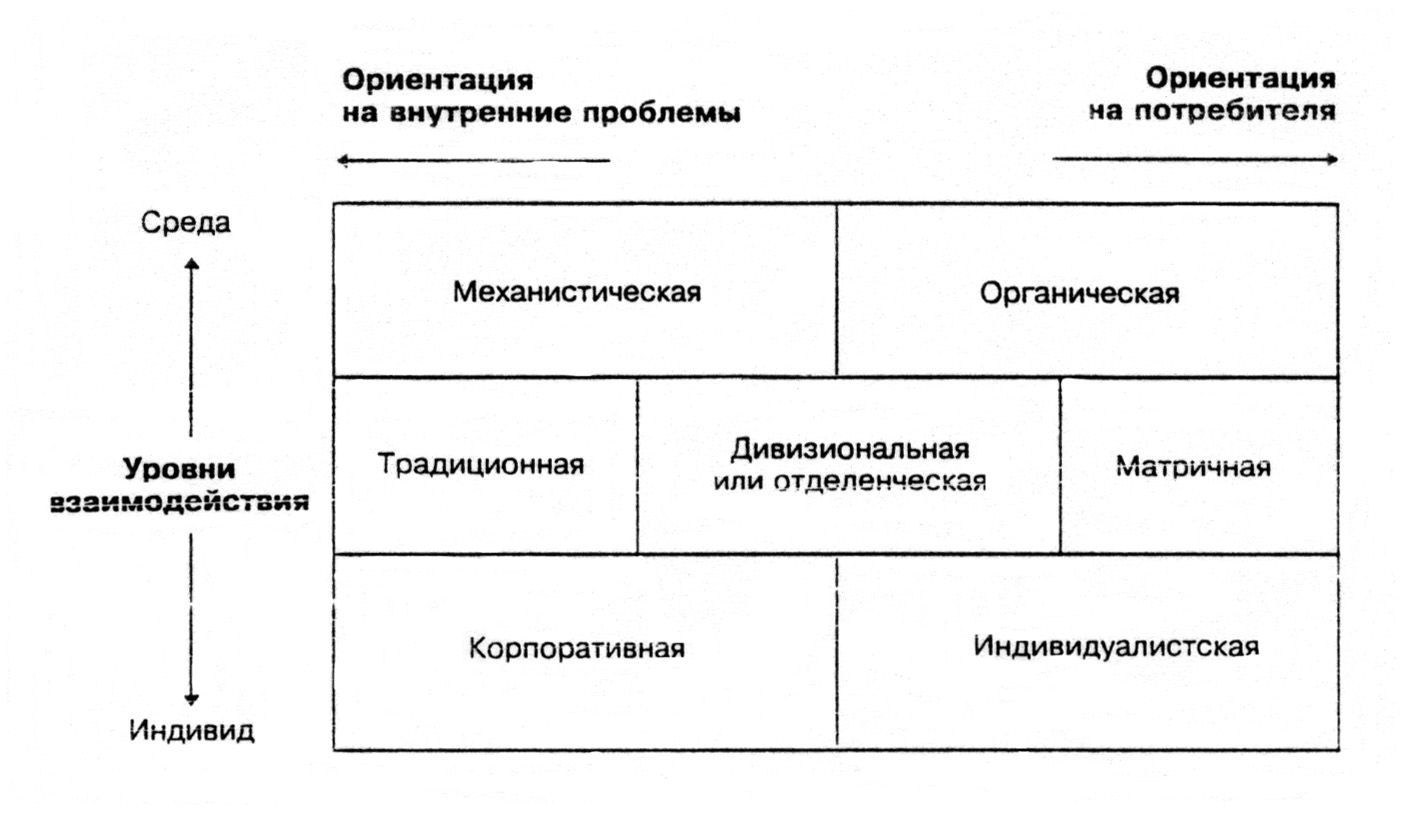 Ориентация
на внутренние проблемы
Ориентация
на потребителя
Среда
Механистическая
Органическая
Уровни
взаимодействия
Традиционная
Дивизиональная
или отделенческая
Матричная
Корпоративная
Индивидуалистская
Индивид